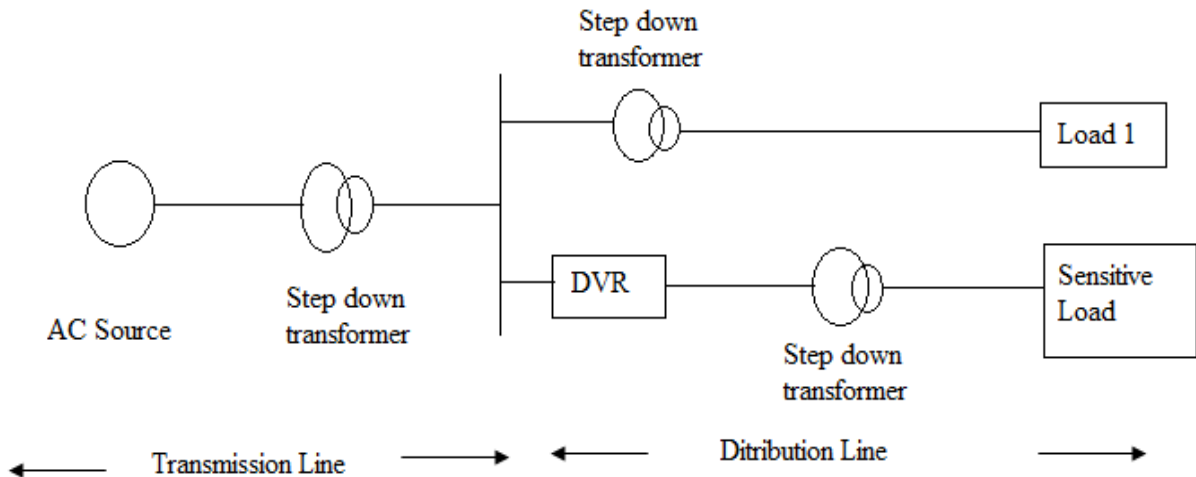 Step down
transformer
Load 1
DVR
Sensitive
Load
Step down
transformer
AC Source
Step down
transformer
Transmission Line
Ditribution Line